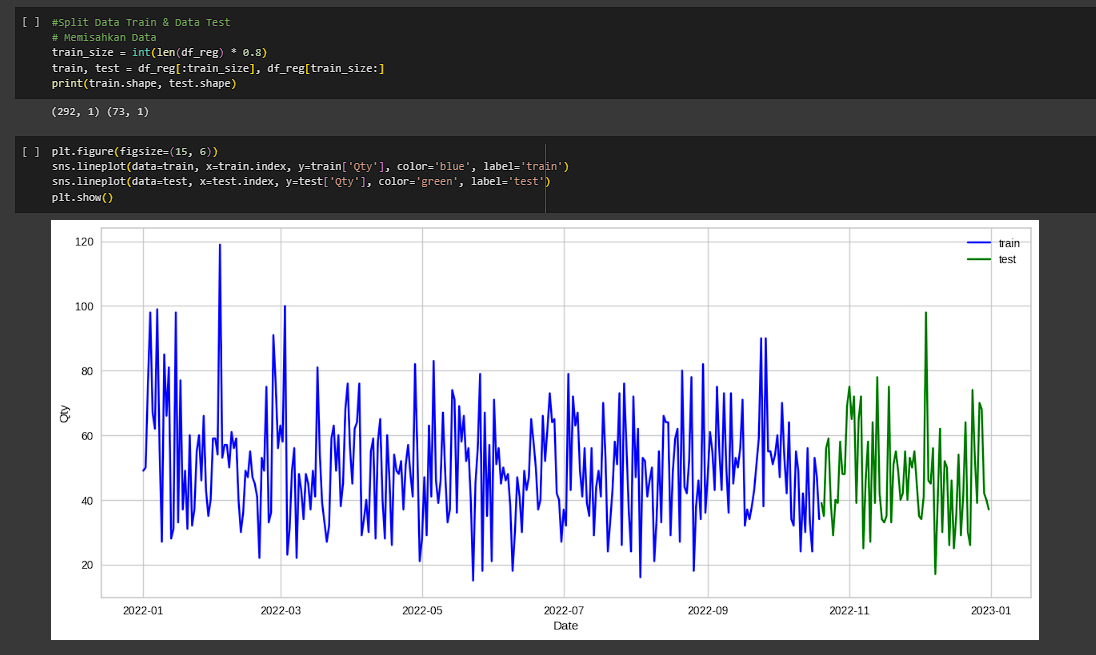 [ ] #Split Data Train & Data Test
# Memisahkan Data
train_size = int(len(df_reg) * 0.8)
train, test = df_reg[:train_size], df_reg[train_size:]
print(train.shape, test.shape)
(292, 1) (73, 1)
[ ] plt.figure(figsize=(15, 6))
sns.lineplot(data=train, x=train.index, y=train['Qty'], color='blue', label='train')
sns.lineplot(data=test, x=test.index, y=test['Qty'], color='green', label='test')
plt.show()
train
test
120
100
80
60
40
20
Qty
2022-01 2022-03 2022-05 2022-07 2022-09 2022-11 2023-01
Date